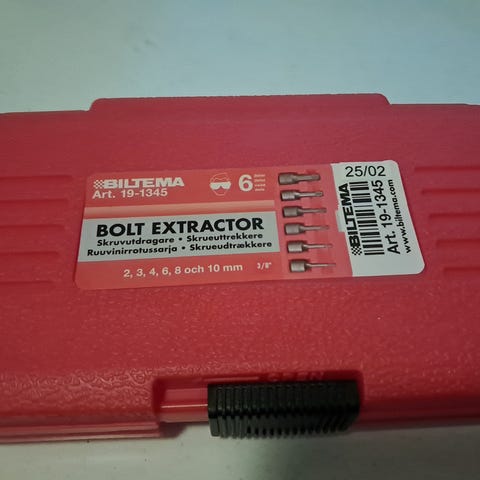 BILTEMA
Art. 19-1345
6
BOLT EXTRACTOR
Skruvutdragare • Skrueuttrekkere
Ruuvinirrotussarja • Skrueudtrækkere
2, 3, 4, 6, 8 och 10 mm
3/8"
25/02
BILTEMA
Art. 19-1345
www.biltema.com